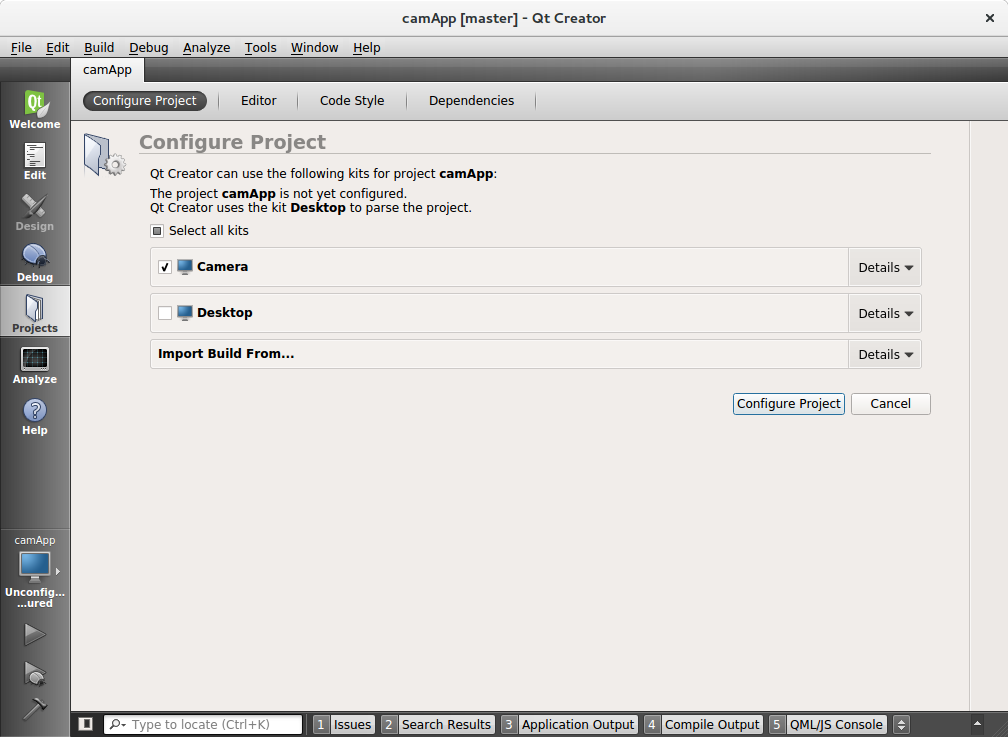 camApp [master] - Qt Creator
File Edit Build Debug Analyze Tools Window Help
camApp
Configure Project Editor Code Style Dependencies
Welcome
Edit
Design
Debug
Projects
Analyze
Help
Configure Project
Qt Creator can use the following kits for project camApp:
The project camApp is not yet configured.
Qt Creator uses the kit Desktop to parse the project.
Select all kits
Camera Details
Desktop Details
Import Build From... Details
Configure Project Cancel
camApp
Unconfig...
...ured
Type to locate (Ctrl+K) 1 Issues 2 Search Results 3 Application Output 4 Compile Output 5 QML/JS Console